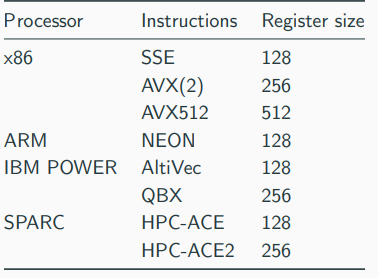 Processor Instructions Register size
x86 SSE 128
AVX(2) 256
AVX512 512
ARM NEON 128
IBM POWER AltiVec 128
QBX 256
SPARC HPC-ACE 128
HPC-ACE2 256